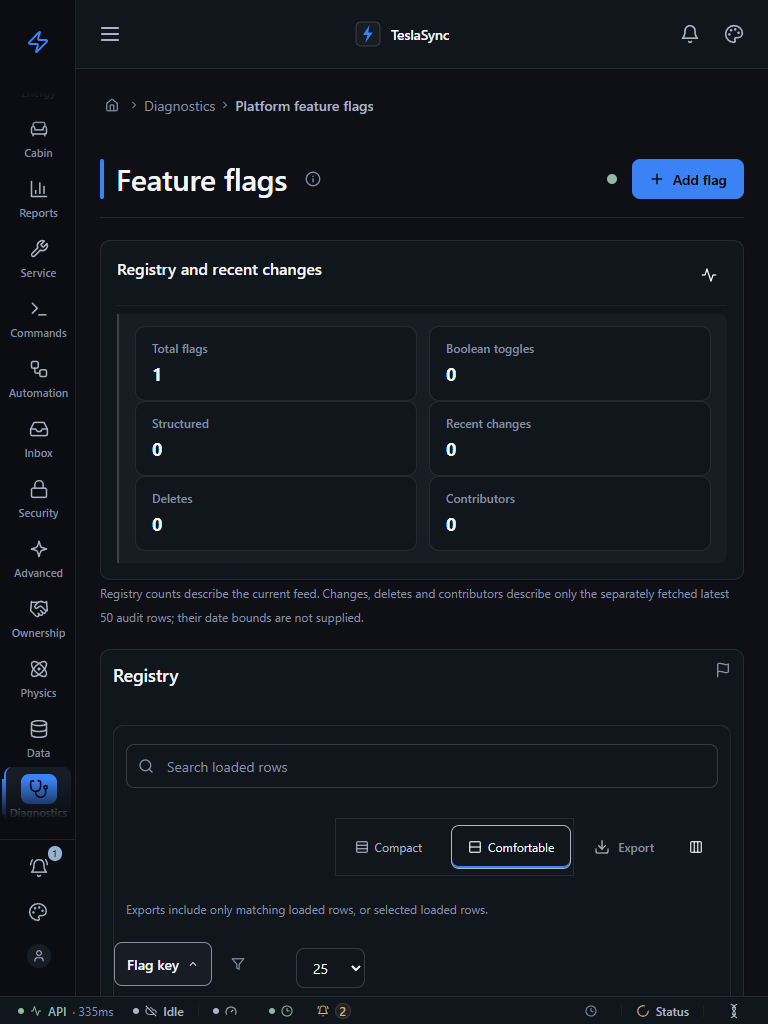 TeslaSync
Energy
Cabin
Reports
Service
Commands
Automation
Inbox
Security
Advanced
Ownership
Physics
Data
Diagnostics
1
Diagnostics
Platform feature flags
Feature flags
Add flag
Registry and recent changes
Total flags
1
Boolean toggles
0
Structured
0
Recent changes
0
Deletes
0
Contributors
0
Registry counts describe the current feed. Changes, deletes and contributors describe only the separately fetched latest
50 audit rows; their date bounds are not supplied.
Registry
Search loaded rows
Compact
Comfortable
Export
Exports include only matching loaded rows, or selected loaded rows.
Flag key
25
API · 335ms
Idle
2
Status